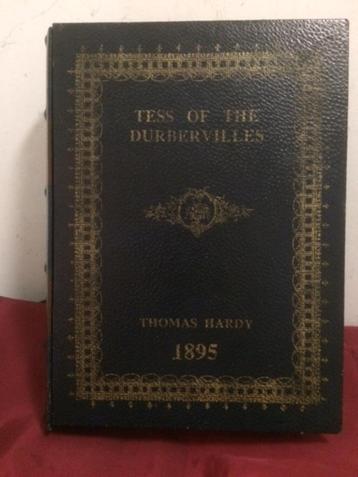 TESS OF THE
DURBERVILLES
THOMAS HARDY
1895